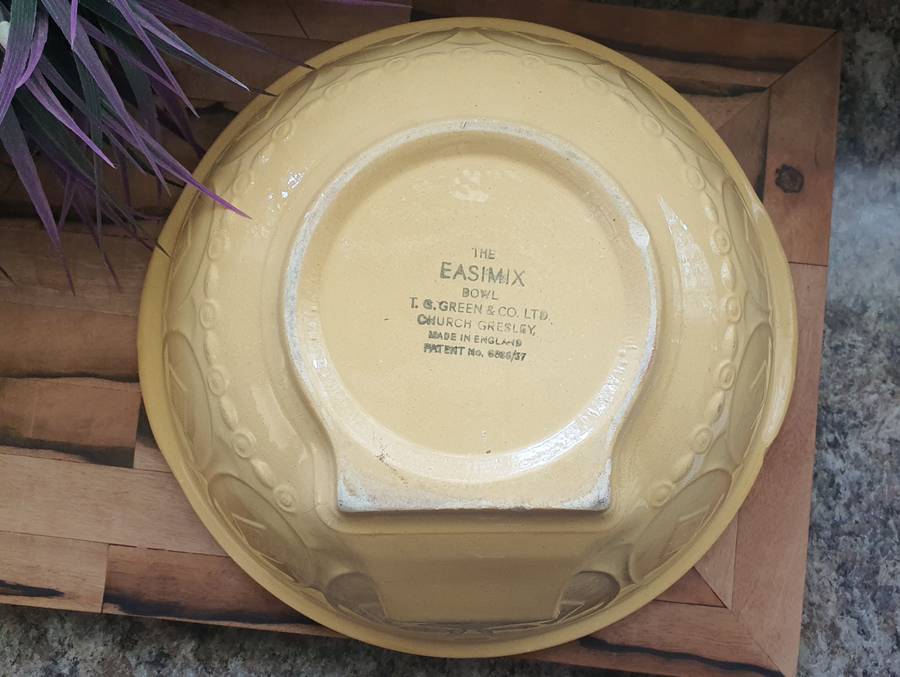 THE
EASIMIX
BOWL
T. G. GREEN & CO. LTD.
CHURCH GRESLEY,
MADE IN ENGLAND
PATENT No.